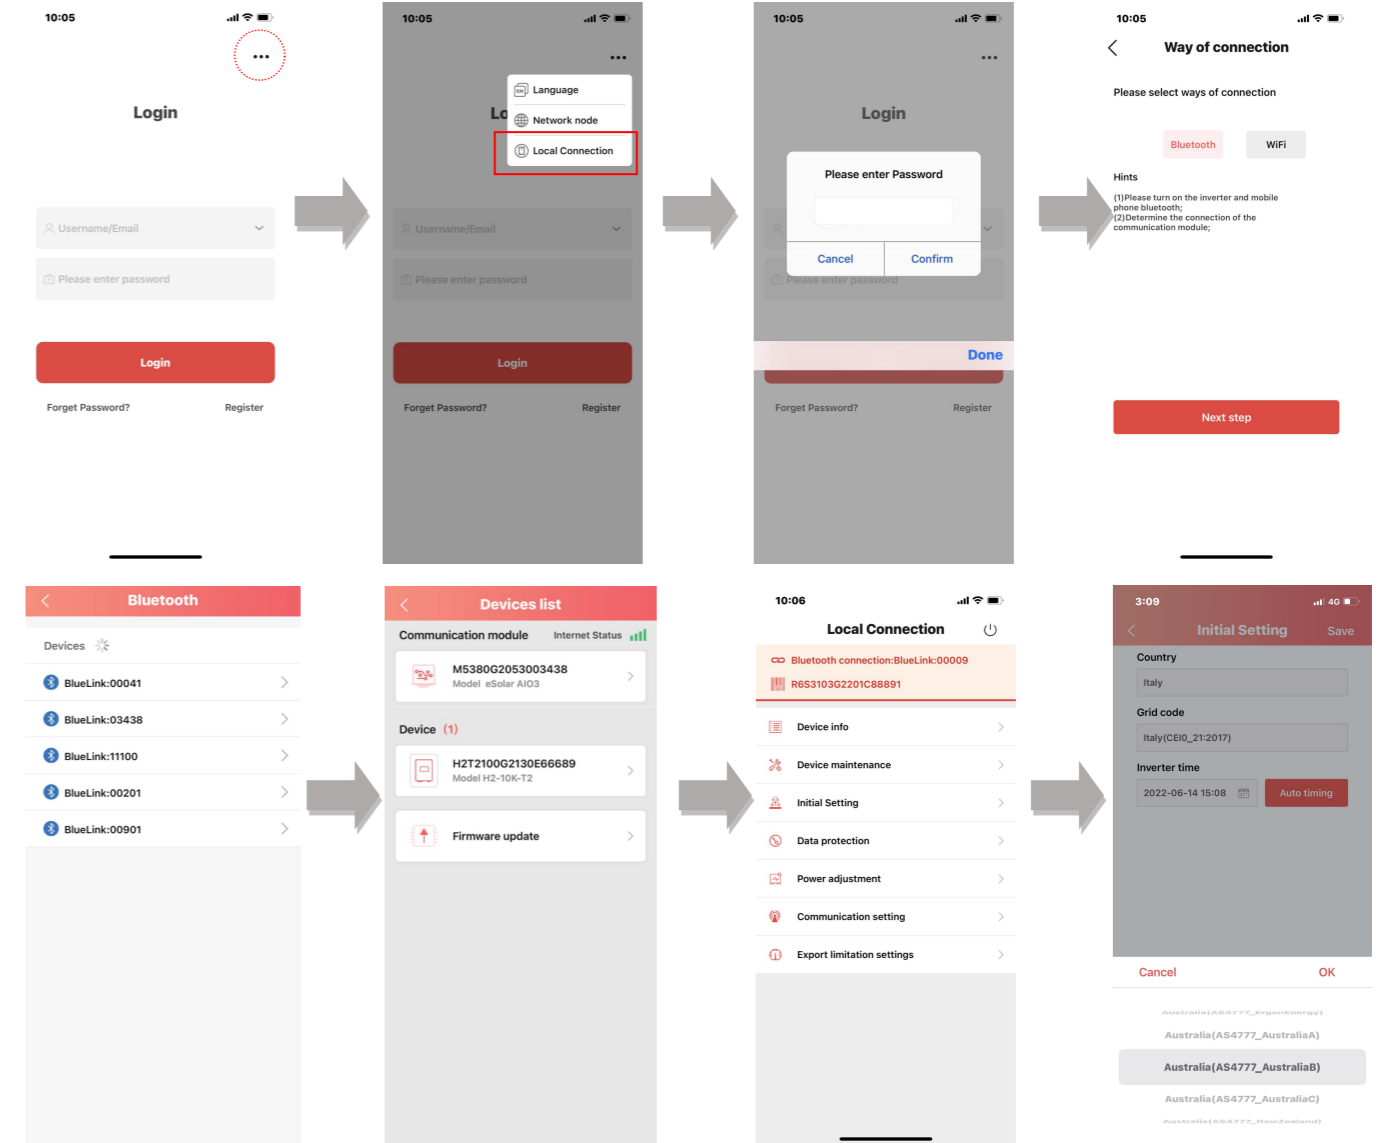 10:05
•••
Login
Username/Email
Please enter password
Login
Forget Password?
Register
10:05
•••
Lo
Language
Network node
Local Connection
Username/Email
Please enter password
Login
Forget Password?
Register
10:05
•••
Login
Please enter Password
Cancel
Confirm
Please enter password
Done
Forget Password?
Register
10:05
Way of connection
Please select ways of connection
Bluetooth
WiFi
Hints
(1)Please turn on the inverter and mobile
phone bluetooth;
(2)Determine the connection of the
communication module;
Next step
Bluetooth
Devices
BlueLink:00041
BlueLink:03438
BlueLink:11100
BlueLink:00201
BlueLink:00901
Devices list
Communication module
Internet Status
M5380G2053003438
Model eSolar AIO3
Device (1)
H2T2100G2130E66689
Model H2-10K-T2
Firmware update
10:06
Local Connection
Bluetooth connection:BlueLink:00009
R6S3103G2201C88891
Device info
Device maintenance
Initial Setting
Data protection
Power adjustment
Communication setting
Export limitation settings
3:09
4G
Initial Setting
Save
Country
Italy
Grid code
Italy(CEI0_21:2017)
Inverter time
2022-06-14 15:08
Auto timing
Cancel
OK
Australia(AS4777_ErgonEnergy)
Australia(AS4777_AustraliaA)
Australia(AS4777_AustraliaB)
Australia(AS4777_AustraliaC)
Australia(AS4777_NewZealand)